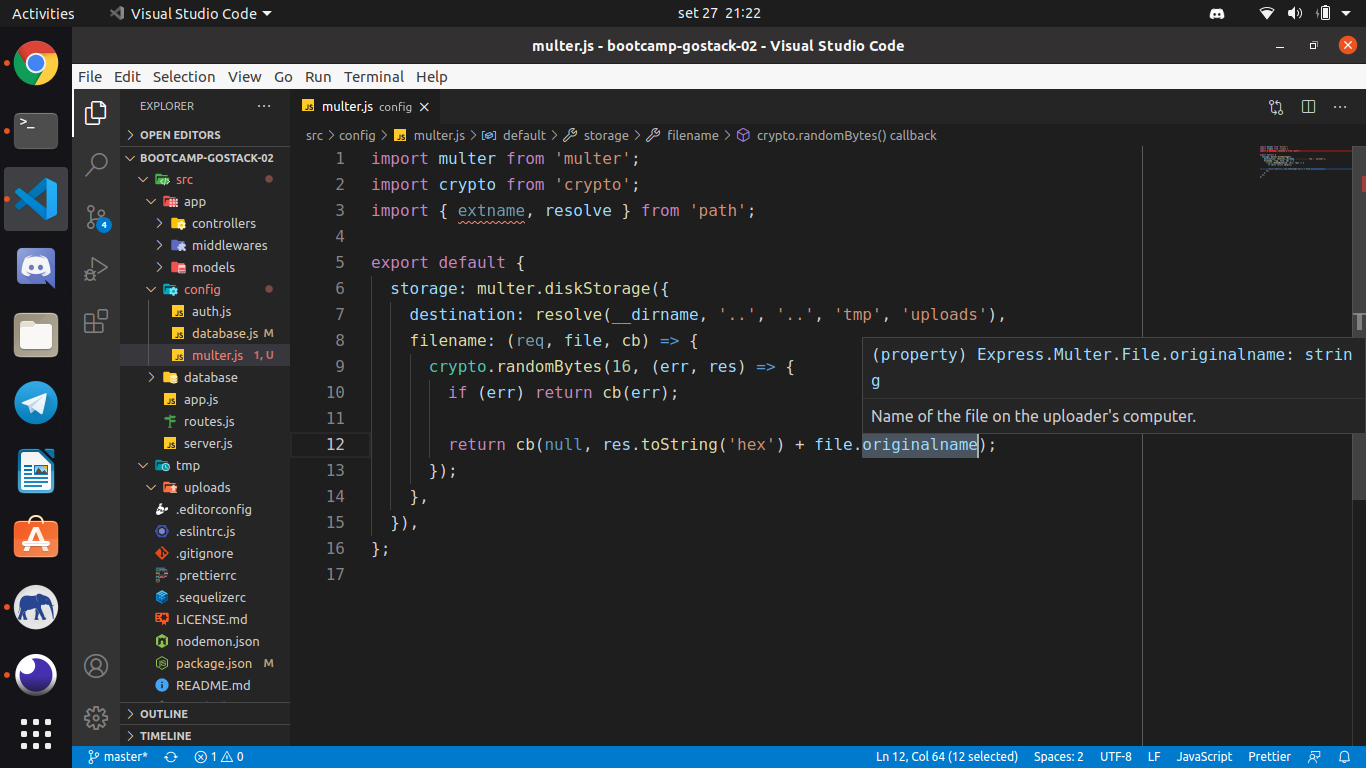 Activities Visual Studio Code set 27 21:22
multer.js - bootcamp-gostack-02 - Visual Studio Code
File Edit Selection View Go Run Terminal Help
EXPLORER
OPEN EDITORS
BOOTCAMP-GOSTACK-02
src
app
controllers
middlewares
models
config
auth.js
database.js M
multer.js 1, U
database
app.js
routes.js
server.js
tmp
uploads
.editorconfig
.eslintrc.js
.gitignore
.prettierrc
.sequelizerc
LICENSE.md
nodemon.json
package.json M
README.md
OUTLINE
TIMELINE
4
multer.js config
src > config > multer.js > default > storage > filename > crypto.randomBytes() callback
1 import multer from 'multer';
2 import crypto from 'crypto';
3 import { extname, resolve } from 'path';
4
5 export default {
6 storage: multer.diskStorage({
7 destination: resolve(__dirname, '..', '..', 'tmp', 'uploads'),
8 filename: (req, file, cb) => {
9 crypto.randomBytes(16, (err, res) => {
10 if (err) return cb(err);
11
12 return cb(null, res.toString('hex') + file.originalname);
13 });
14 },
15 }),
16 };
17
(property) Express.Multer.File.originalname: strin
g
Name of the file on the uploader's computer.
master* 1 0 Ln 12, Col 64 (12 selected) Spaces: 2 UTF-8 LF JavaScript Prettier